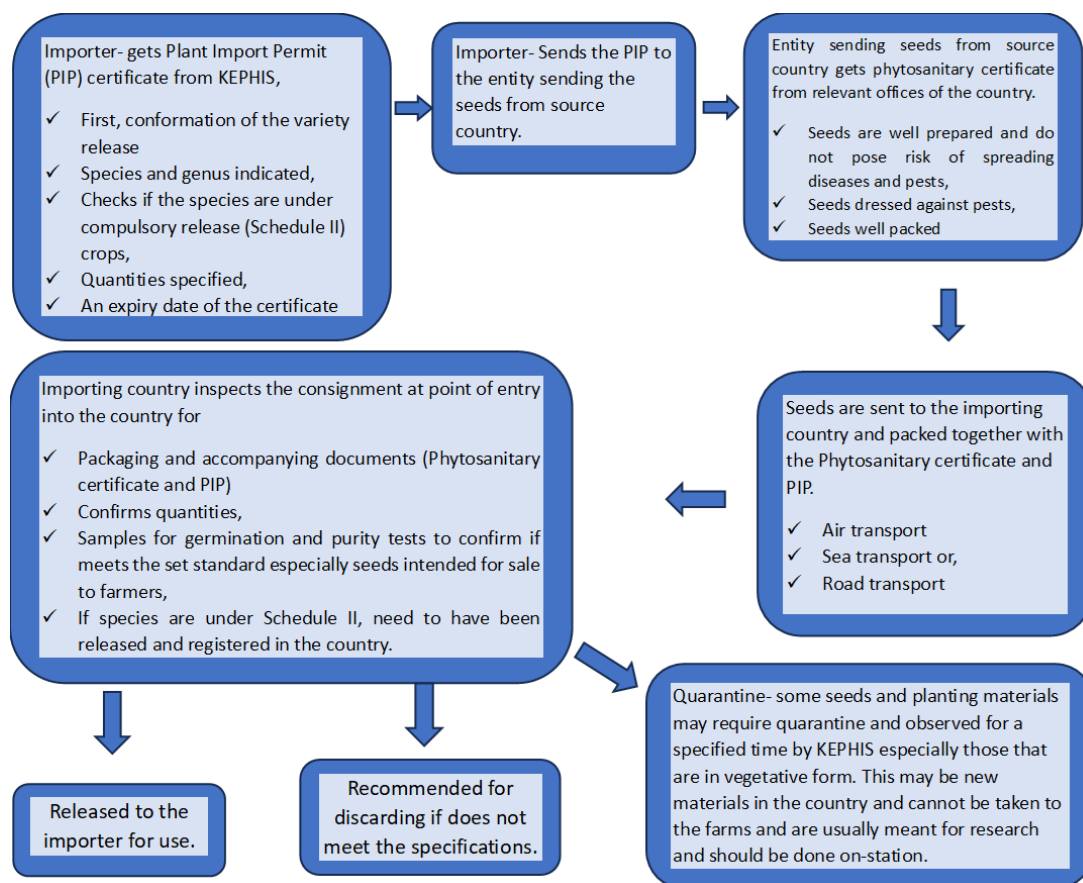 Importer- gets Plant Import Permit
(PIP) certificate from KEPHIS,
✓ First, conformation of the variety
release
✓ Species and genus indicated,
✓ Checks if the species are under
compulsory release (Schedule II)
crops,
✓ Quantities specified,
✓ An expiry date of the certificate
Importer- Sends the PIP to
the entity sending the
seeds from source
country.
Entity sending seeds from source
country gets phytosanitary certificate
from relevant offices of the country.
✓ Seeds are well prepared and do
not pose risk of spreading
diseases and pests,
✓ Seeds dressed against pests,
✓ Seeds well packed
Seeds are sent to the importing
country and packed together with
the Phytosanitary certificate and
PIP.
✓ Air transport
✓ Sea transport or,
✓ Road transport
Importing country inspects the consignment at point of entry
into the country for
✓ Packaging and accompanying documents (Phytosanitary
certificate and PIP)
✓ Confirms quantities,
✓ Samples for germination and purity tests to confirm if
meets the set standard especially seeds intended for sale
to farmers,
✓ If species are under Schedule II, need to have been
released and registered in the country.
Released to the
importer for use.
Recommended for
discarding if does not
meet the specifications.
Quarantine- some seeds and planting materials
may require quarantine and observed for a
specified time by KEPHIS especially those that
are in vegetative form. This may be new
materials in the country and cannot be taken to
the farms and are usually meant for research
and should be done on-station.